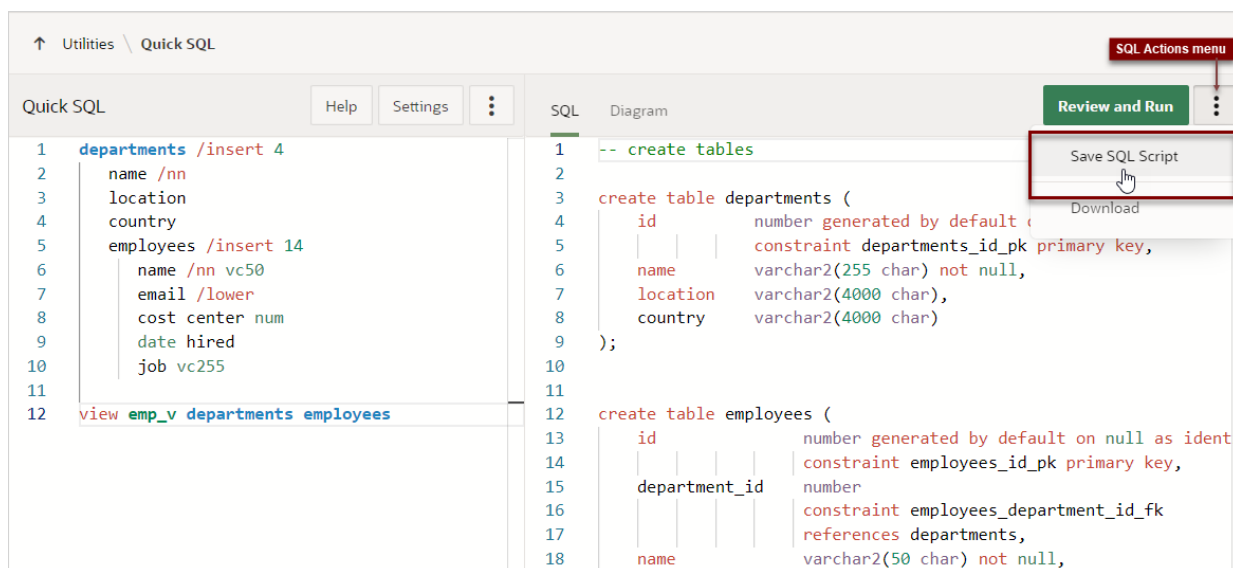 ↑ Utilities \ Quick SQL
SQL Actions menu
Quick SQL Help Settings
SQL Diagram Review and Run
Save SQL Script
Download
1 departments /insert 4
2 name /nn
3 location
4 country
5 employees /insert 14
6 name /nn vc50
7 email /lower
8 cost center num
9 date hired
10 job vc255
11
12 view emp_v departments employees
1 -- create tables
2
3 create table departments (
4 id number generated by default
5 constraint departments_id_pk primary key,
6 name varchar2(255 char) not null,
7 location varchar2(4000 char),
8 country varchar2(4000 char)
9 );
10
11
12 create table employees (
13 id number generated by default on null as ident
14 constraint employees_id_pk primary key,
15 department_id number
16 constraint employees_department_id_fk
17 references departments,
18 name varchar2(50 char) not null,